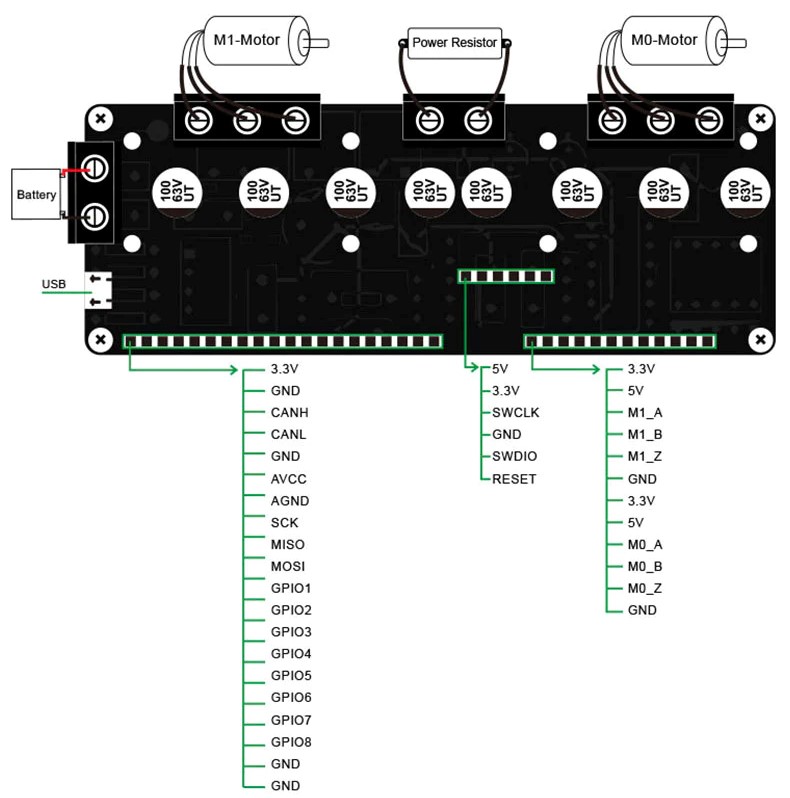 M1-Motor
Power Resistor
M0-Motor
Battery
100
63V
UT
100
63V
UT
100
63V
UT
100
63V
UT
100
63V
UT
100
63V
UT
100
63V
UT
100
63V
UT
USB
3.3V
GND
CANH
CANL
GND
AVCC
AGND
SCK
MISO
MOSI
GPIO1
GPIO2
GPIO3
GPIO4
GPIO5
GPIO6
GPIO7
GPIO8
GND
GND
5V
3.3V
SWCLK
GND
SWDIO
RESET
3.3V
5V
M1_A
M1_B
M1_Z
GND
3.3V
5V
M0_A
M0_B
M0_Z
GND